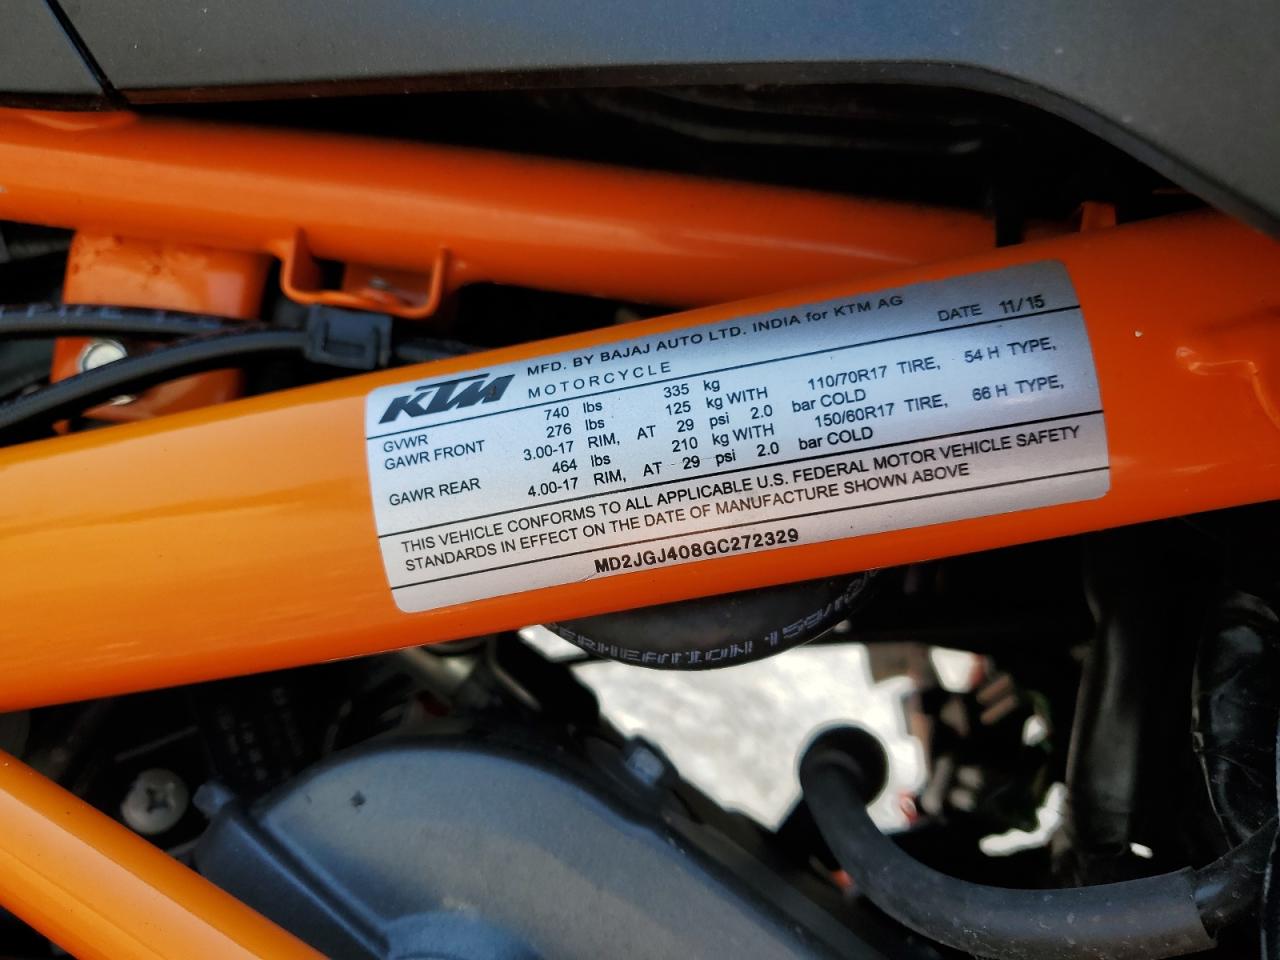 KTM
MFD. BY BAJAJ AUTO LTD. INDIA for KTM AG
MOTORCYCLE
DATE 11/15
GVWR 740 lbs 335 kg
GAWR FRONT 276 lbs 125 kg WITH 110/70R17 TIRE, 54 H TYPE,
3.00-17 RIM, AT 29 psi 2.0 bar COLD
GAWR REAR 464 lbs 210 kg WITH 150/60R17 TIRE, 66 H TYPE,
4.00-17 RIM, AT 29 psi 2.0 bar COLD
THIS VEHICLE CONFORMS TO ALL APPLICABLE U.S. FEDERAL MOTOR VEHICLE SAFETY
STANDARDS IN EFFECT ON THE DATE OF MANUFACTURE SHOWN ABOVE
MD2JGJ408GC272329